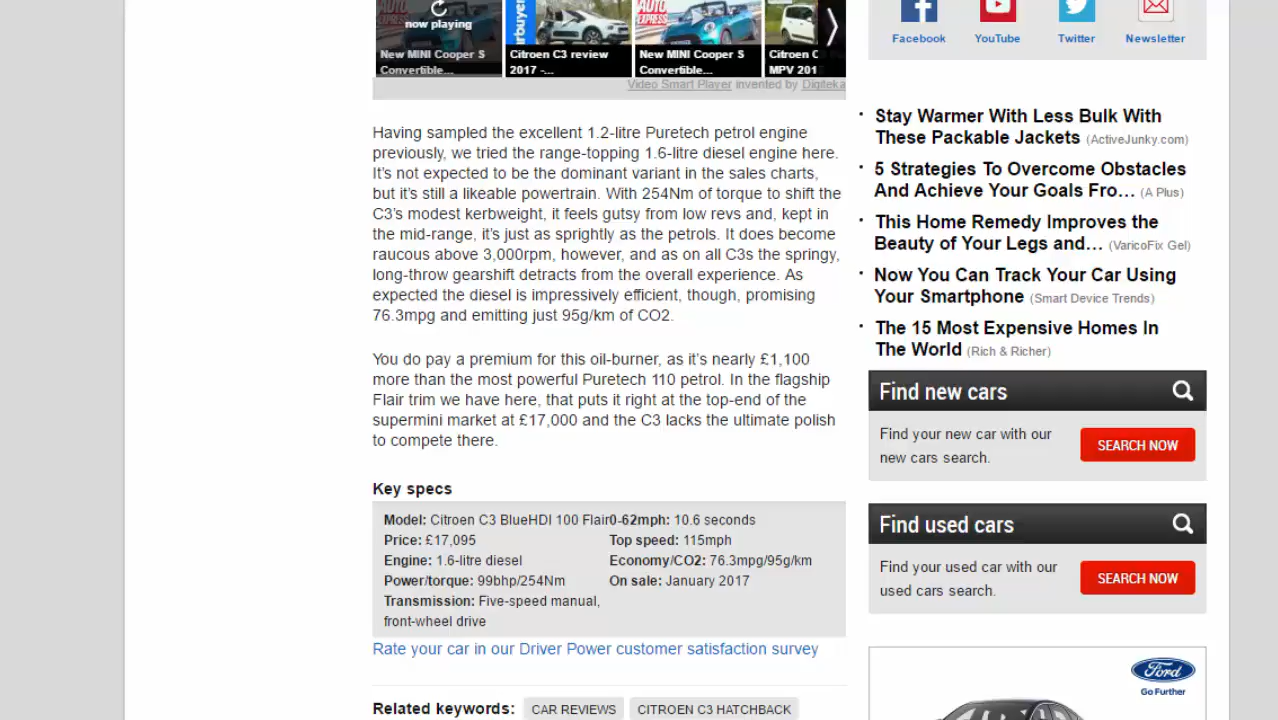 now playing
New MINI Cooper S
Convertible...
Citroen C3 review
2017 -...
AUTO
EXPRESS
New MINI Cooper S
Convertible...
Citroen C
MPV 201
Video Smart Player invented by Digiteka
Having sampled the excellent 1.2-litre Puretech petrol engine
previously, we tried the range-topping 1.6-litre diesel engine here.
It’s not expected to be the dominant variant in the sales charts,
but it’s still a likeable powertrain. With 254Nm of torque to shift the
C3’s modest kerbweight, it feels gutsy from low revs and, kept in
the mid-range, it’s just as sprightly as the petrols. It does become
raucous above 3,000rpm, however, and as on all C3s the springy,
long-throw gearshift detracts from the overall experience. As
expected the diesel is impressively efficient, though, promising
76.3mpg and emitting just 95g/km of CO2.
You do pay a premium for this oil-burner, as it’s nearly £1,100
more than the most powerful Puretech 110 petrol. In the flagship
Flair trim we have here, that puts it right at the top-end of the
supermini market at £17,000 and the C3 lacks the ultimate polish
to compete there.
Key specs
Model: Citroen C3 BlueHDI 100 Flair
Price: £17,095
Engine: 1.6-litre diesel
Power/torque: 99bhp/254Nm
Transmission: Five-speed manual,
front-wheel drive
0-62mph: 10.6 seconds
Top speed: 115mph
Economy/CO2: 76.3mpg/95g/km
On sale: January 2017
Rate your car in our Driver Power customer satisfaction survey
Related keywords: CAR REVIEWS CITROEN C3 HATCHBACK
Facebook YouTube Twitter Newsletter
· Stay Warmer With Less Bulk With
These Packable Jackets (ActiveJunky.com)
· 5 Strategies To Overcome Obstacles
And Achieve Your Goals Fro… (A Plus)
· This Home Remedy Improves the
Beauty of Your Legs and… (VaricoFix Gel)
· Now You Can Track Your Car Using
Your Smartphone (Smart Device Trends)
· The 15 Most Expensive Homes In
The World (Rich & Richer)
Find new cars
Find your new car with our
new cars search.
SEARCH NOW
Find used cars
Find your used car with our
used cars search.
SEARCH NOW
Ford
Go Further